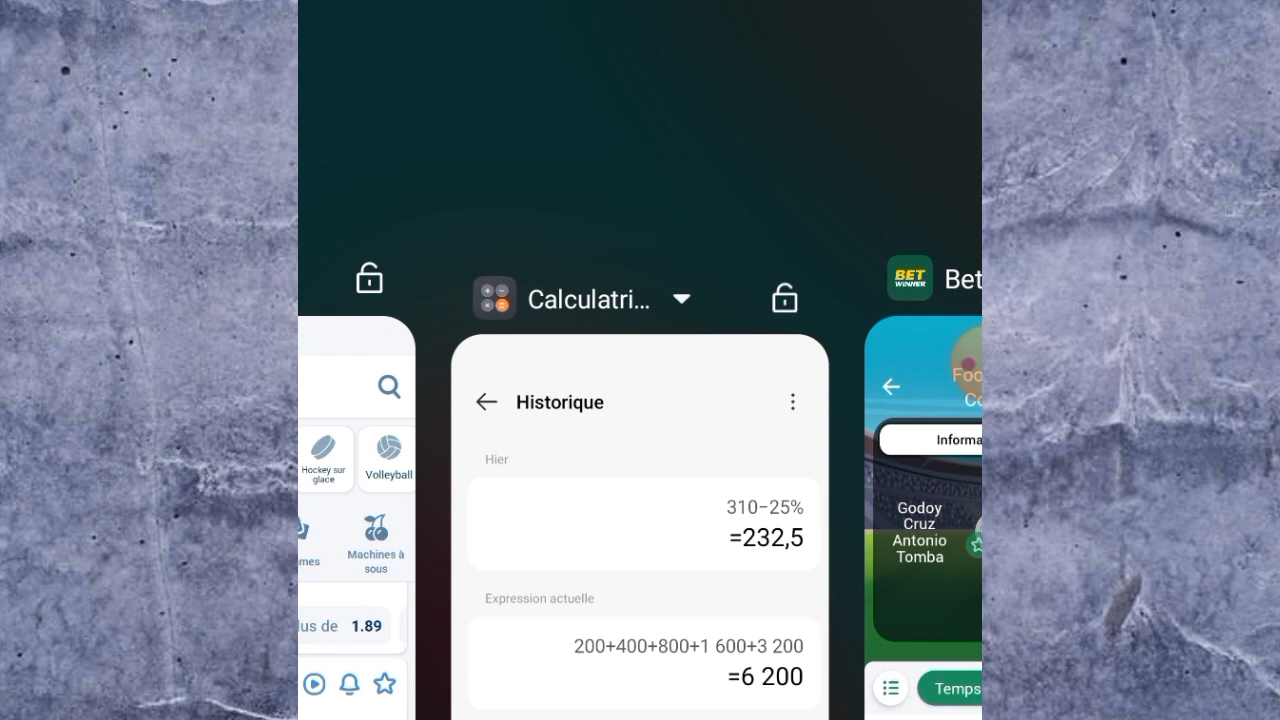 Calculatri...
BET
WINNER
Bet
Historique
Hier
310−25%
=232,5
Expression actuelle
200+400+800+1 600+3 200
=6 200
Hockey sur
glace
Volleyball
mes
Machines à
sous
lus de 1.89
Foo
Co
Informa
Godoy
Cruz
Antonio
Tomba
Temps